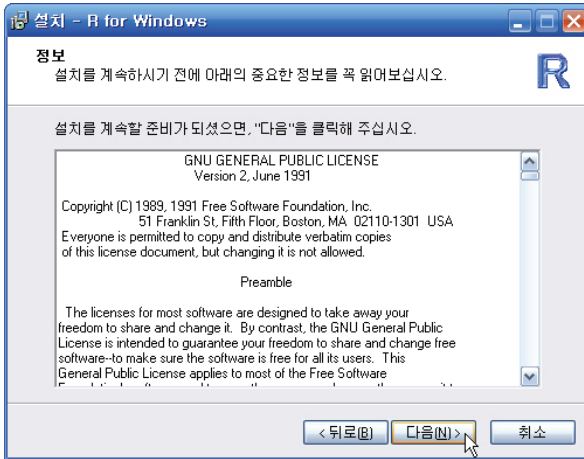 설치 - R for Windows
정보
설치를 계속하시기 전에 아래의 중요한 정보를 꼭 읽어보십시오.
R
설치를 계속할 준비가 되셨으면, "다음"을 클릭해 주십시오.
GNU GENERAL PUBLIC LICENSE
Version 2, June 1991
Copyright (C) 1989, 1991 Free Software Foundation, Inc.
51 Franklin St, Fifth Floor, Boston, MA 02110-1301 USA
Everyone is permitted to copy and distribute verbatim copies
of this license document, but changing it is not allowed.
Preamble
The licenses for most software are designed to take away your
freedom to share and change it. By contrast, the GNU General Public
License is intended to guarantee your freedom to share and change free
software--to make sure the software is free for all its users. This
General Public License applies to most of the Free Software
< 뒤로(B) 다음(N) > 취소